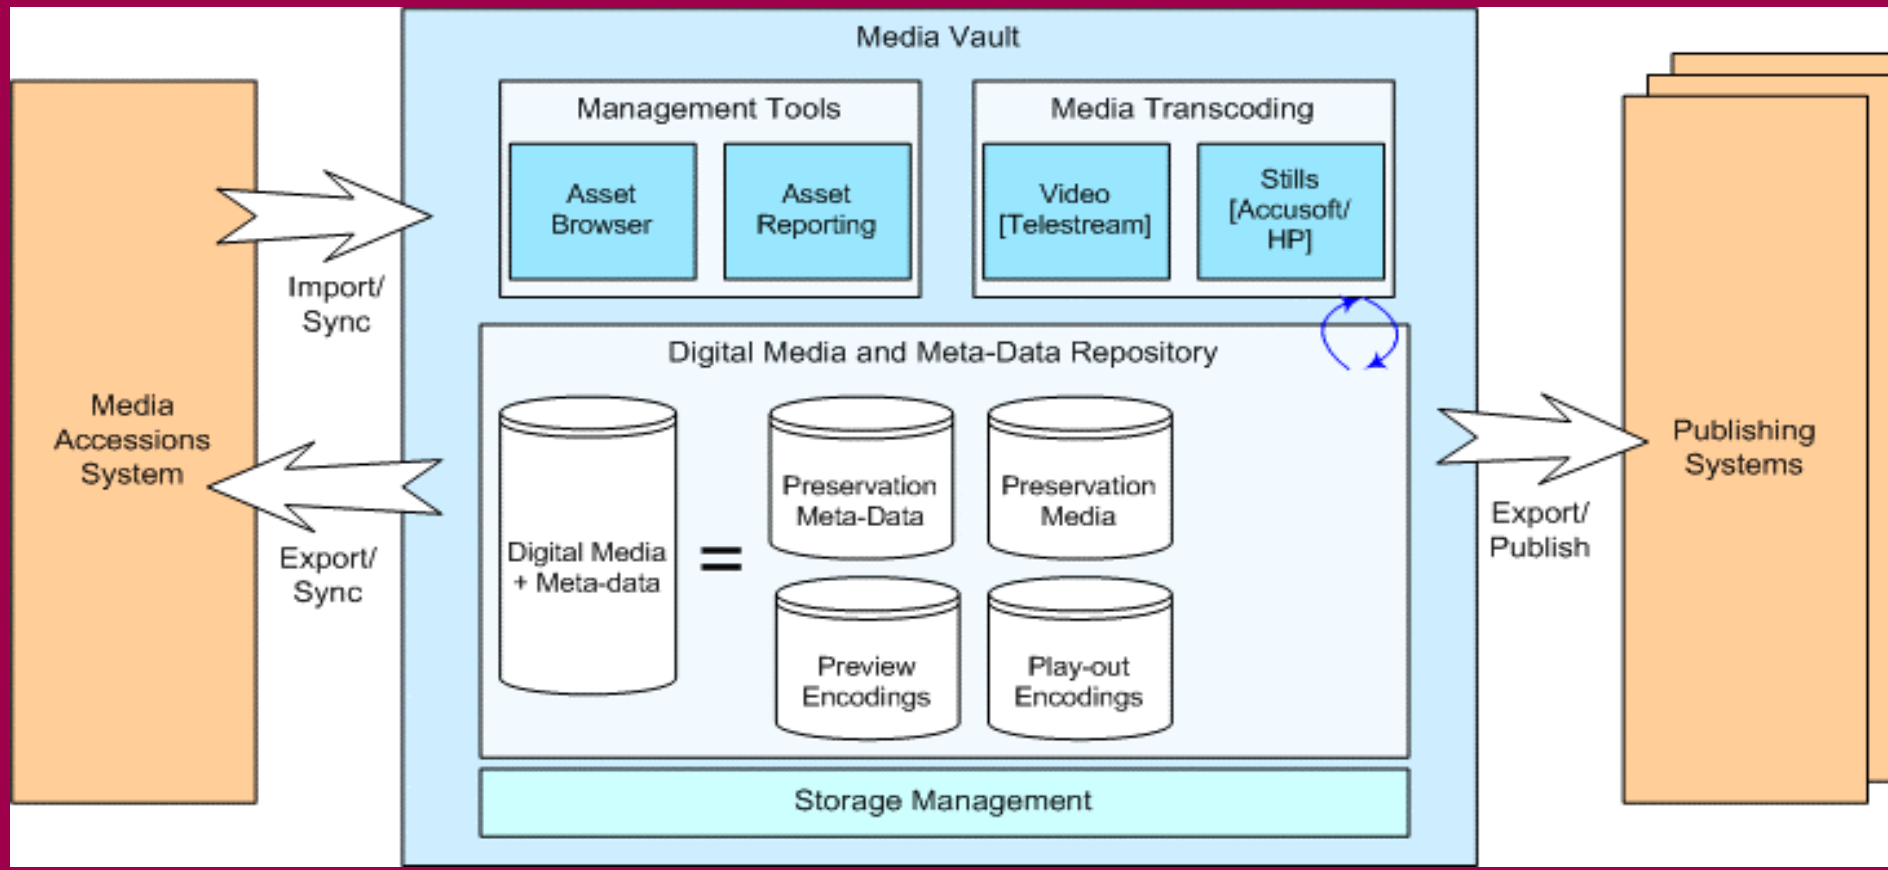 Media Vault
Management Tools
Asset
Browser
Asset
Reporting
Media Transcoding
Video
[Telestream]
Stills
[Accusoft/
HP]
Import/
Sync
Media
Accessions
System
Export/
Sync
Digital Media and Meta-Data Repository
Digital Media
+ Meta-data
=
Preservation
Meta-Data
Preservation
Media
Preview
Encodings
Play-out
Encodings
Storage Management
Export/
Publish
Publishing
Systems